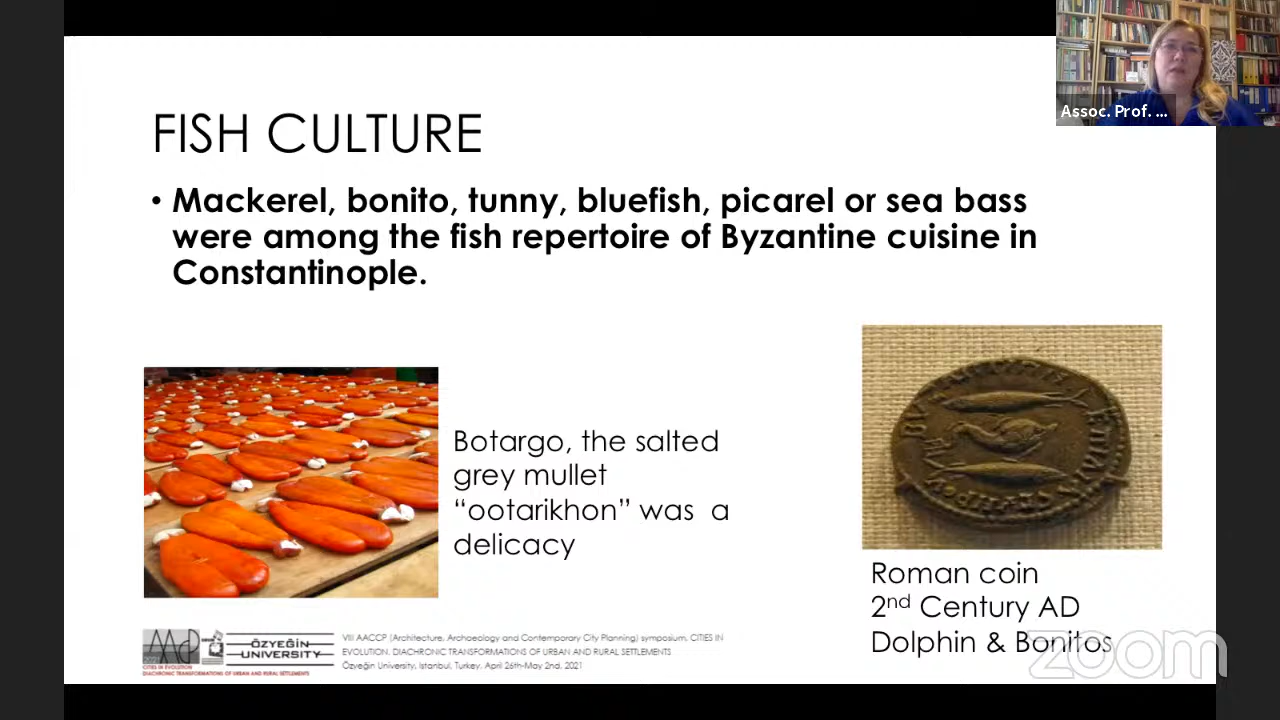 Assoc. Prof. ...
FISH CULTURE
• Mackerel, bonito, tunny, bluefish, picarel or sea bass
were among the fish repertoire of Byzantine cuisine in
Constantinople.
Botargo, the salted
grey mullet
“ootarikhon” was a
delicacy
Roman coin
2nd Century AD
Dolphin & Bonitos
AACP
CITIES IN EVOLUTION
DIACHRONIC TRANSFORMATIONS OF URBAN AND RURAL SETTLEMENTS
ÖZYEĞİN
UNIVERSITY
VIII AACCP (Architecture, Archaeology and Contemporary City Planning) symposium, CITIES IN
EVOLUTION. DIACHRONIC TRANSFORMATIONS OF URBAN AND RURAL SETTLEMENTS
Özyeğin University, Istanbul, Turkey, April 26th-May 2nd, 2021
zoom